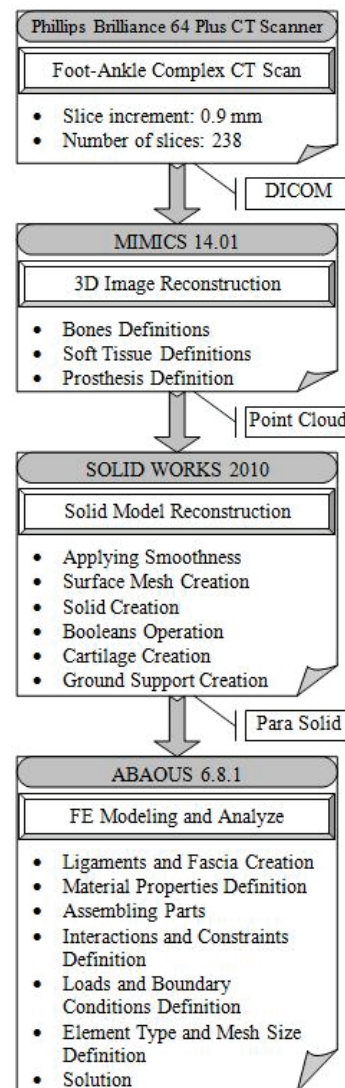 Phillips Brilliance 64 Plus CT Scanner
Foot-Ankle Complex CT Scan
• Slice increment: 0.9 mm
• Number of slices: 238
DICOM
MIMICS 14.01
3D Image Reconstruction
• Bones Definitions
• Soft Tissue Definitions
• Prosthesis Definition
Point Cloud
SOLID WORKS 2010
Solid Model Reconstruction
• Applying Smoothness
• Surface Mesh Creation
• Solid Creation
• Booleans Operation
• Cartilage Creation
• Ground Support Creation
Para Solid
ABAQUS 6.8.1
FE Modeling and Analyze
• Ligaments and Fascia Creation
• Material Properties Definition
• Assembling Parts
• Interactions and Constraints
Definition
• Loads and Boundary
Conditions Definition
• Element Type and Mesh Size
Definition
• Solution